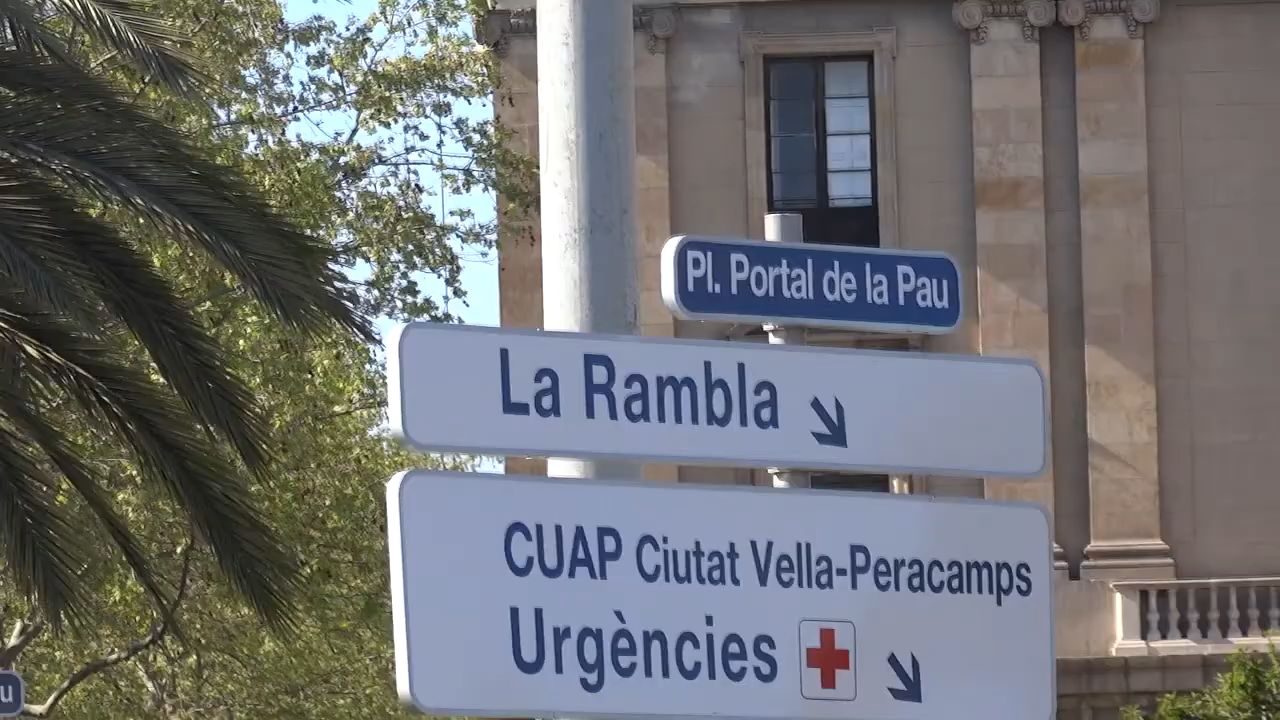 Pl. Portal de la Pau
La Rambla
CUAP Ciutat Vella-Peracamps
Urgències
u